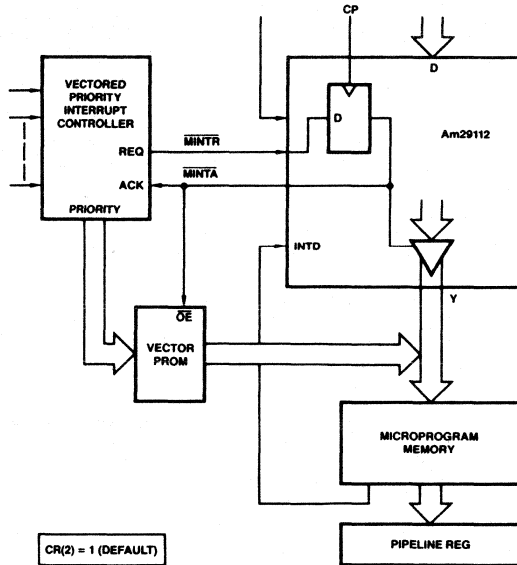 CP
D
VECTORED
PRIORITY
INTERRUPT
CONTROLLER
D
Am29112
REQ
MINTR
ACK
MINTA
PRIORITY
INTD
OE
Y
VECTOR
PROM
MICROPROGRAM
MEMORY
CR(2) = 1 (DEFAULT)
PIPELINE REG